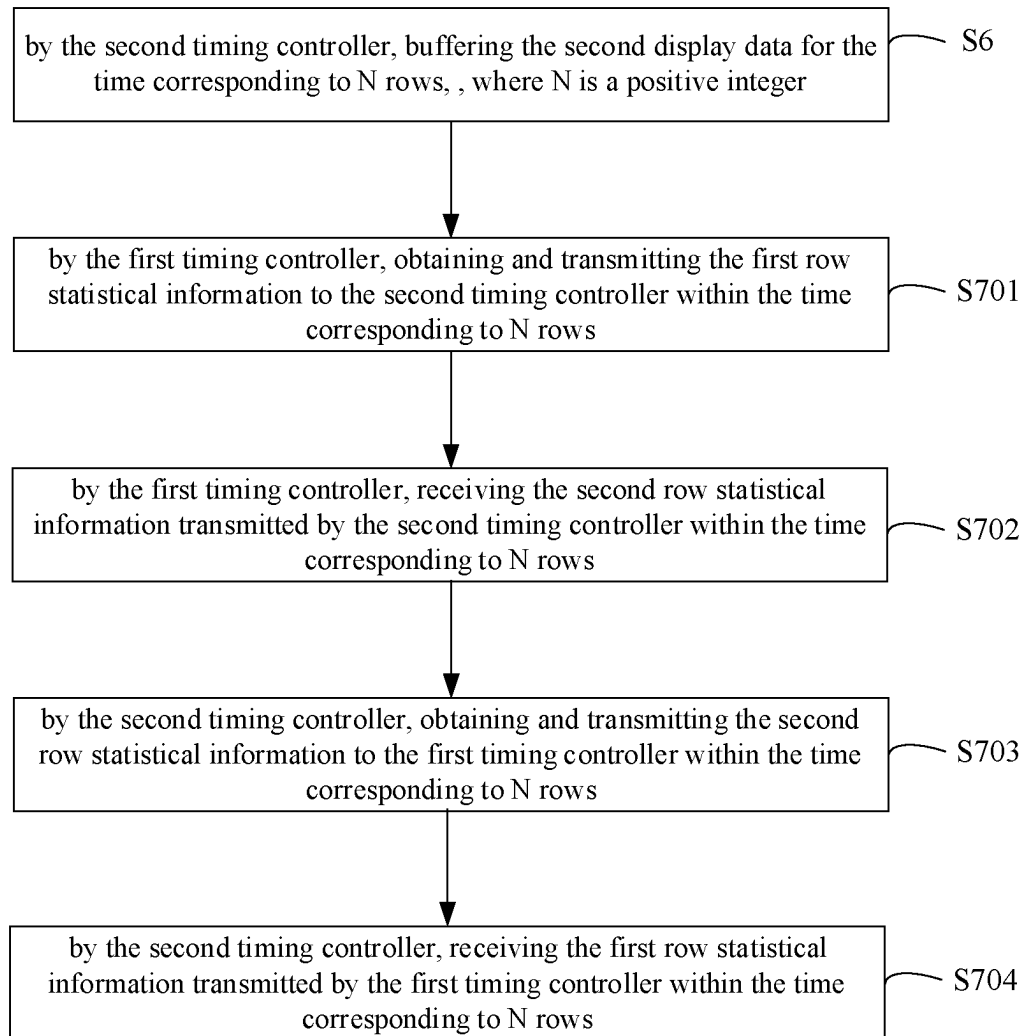 by the second timing controller, buffering the second display data for the
time corresponding to N rows, , where N is a positive integer
S6
by the first timing controller, obtaining and transmitting the first row
statistical information to the second timing controller within the time
corresponding to N rows
S701
by the first timing controller, receiving the second row statistical
information transmitted by the second timing controller within the time
corresponding to N rows
S702
by the second timing controller, obtaining and transmitting the second
row statistical information to the first timing controller within the time
corresponding to N rows
S703
by the second timing controller, receiving the first row statistical
information transmitted by the first timing controller within the time
corresponding to N rows
S704